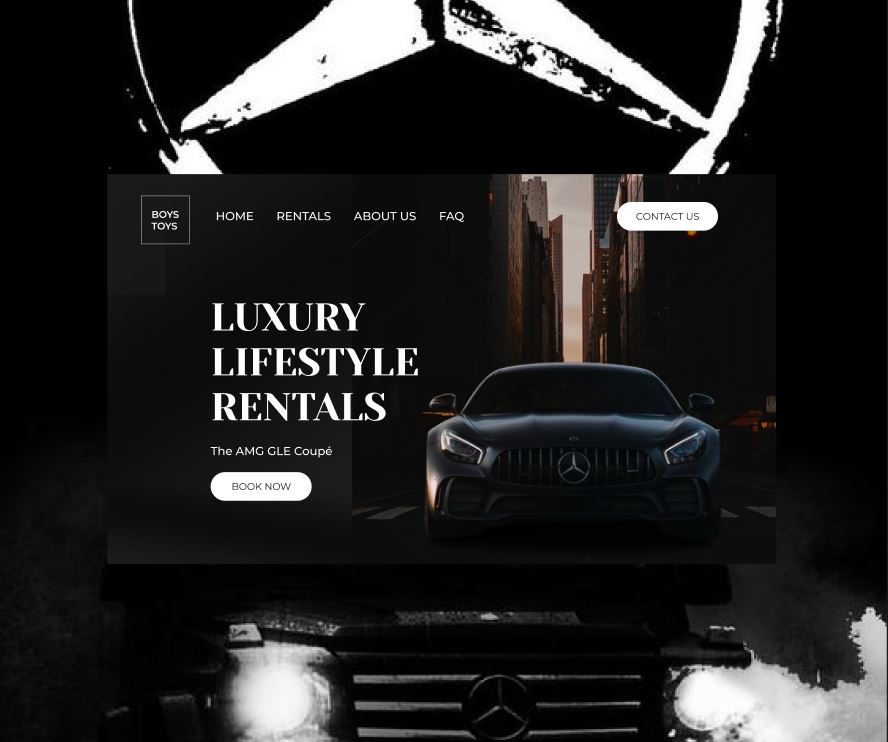 BOYS
TOYS
HOME
RENTALS
ABOUT US
FAQ
CONTACT US
LUXURY
LIFESTYLE
RENTALS
The AMG GLE Coupé
BOOK NOW